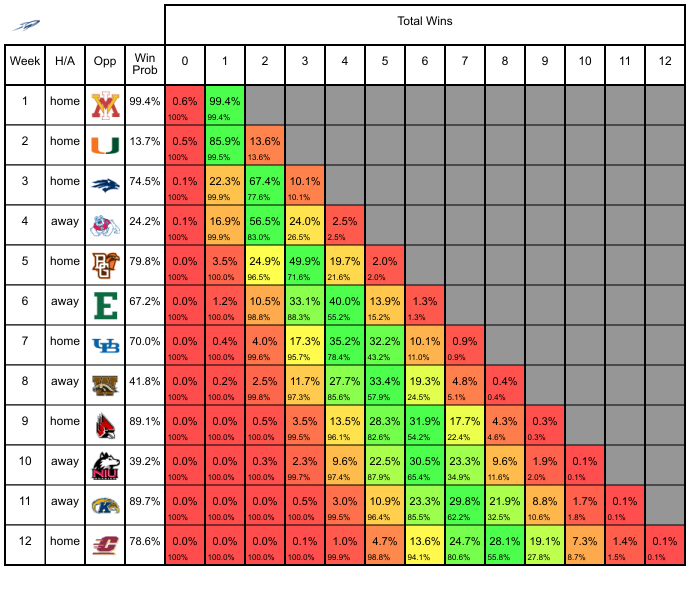 Total Wins
Week H/A Opp Win Prob 0 1 2 3 4 5 6 7 8 9 10 11 12
1 home 99.4% 0.6% 99.4%
100% 99.4%
2 home U 13.7% 0.5% 85.9% 13.6%
100% 99.5% 13.6%
3 home 74.5% 0.1% 22.3% 67.4% 10.1%
100% 99.9% 77.6% 10.1%
4 away 24.2% 0.1% 16.9% 56.5% 24.0% 2.5%
100% 99.9% 83.0% 26.5% 2.5%
5 home BG 79.8% 0.0% 3.5% 24.9% 49.9% 19.7% 2.0%
100% 100.0% 96.5% 71.6% 21.6% 2.0%
6 away E 67.2% 0.0% 1.2% 10.5% 33.1% 40.0% 13.9% 1.3%
100% 100.0% 98.8% 88.3% 55.2% 15.2% 1.3%
7 home UB 70.0% 0.0% 0.4% 4.0% 17.3% 35.2% 32.2% 10.1% 0.9%
100% 100.0% 99.6% 95.7% 78.4% 43.2% 11.0% 0.9%
8 away 41.8% 0.0% 0.2% 2.5% 11.7% 27.7% 33.4% 19.3% 4.8% 0.4%
100% 100.0% 99.8% 97.3% 85.6% 57.9% 24.5% 5.1% 0.4%
9 home 89.1% 0.0% 0.0% 0.5% 3.5% 13.5% 28.3% 31.9% 17.7% 4.3% 0.3%
100% 100.0% 100.0% 99.5% 96.1% 82.6% 54.2% 22.4% 4.6% 0.3%
10 away NIU 39.2% 0.0% 0.0% 0.3% 2.3% 9.6% 22.5% 30.5% 23.3% 9.6% 1.9% 0.1%
100% 100.0% 100.0% 99.7% 97.4% 87.9% 65.4% 34.9% 11.6% 2.0% 0.1%
11 away K 89.7% 0.0% 0.0% 0.0% 0.5% 3.0% 10.9% 23.3% 29.8% 21.9% 8.8% 1.7% 0.1%
100% 100.0% 100.0% 100.0% 99.5% 96.4% 85.5% 62.2% 32.5% 10.6% 1.8% 0.1%
12 home C 78.6% 0.0% 0.0% 0.0% 0.1% 1.0% 4.7% 13.6% 24.7% 28.1% 19.1% 7.3% 1.4% 0.1%
100% 100.0% 100.0% 100.0% 99.9% 98.8% 94.1% 80.6% 55.8% 27.8% 8.7% 1.5% 0.1%